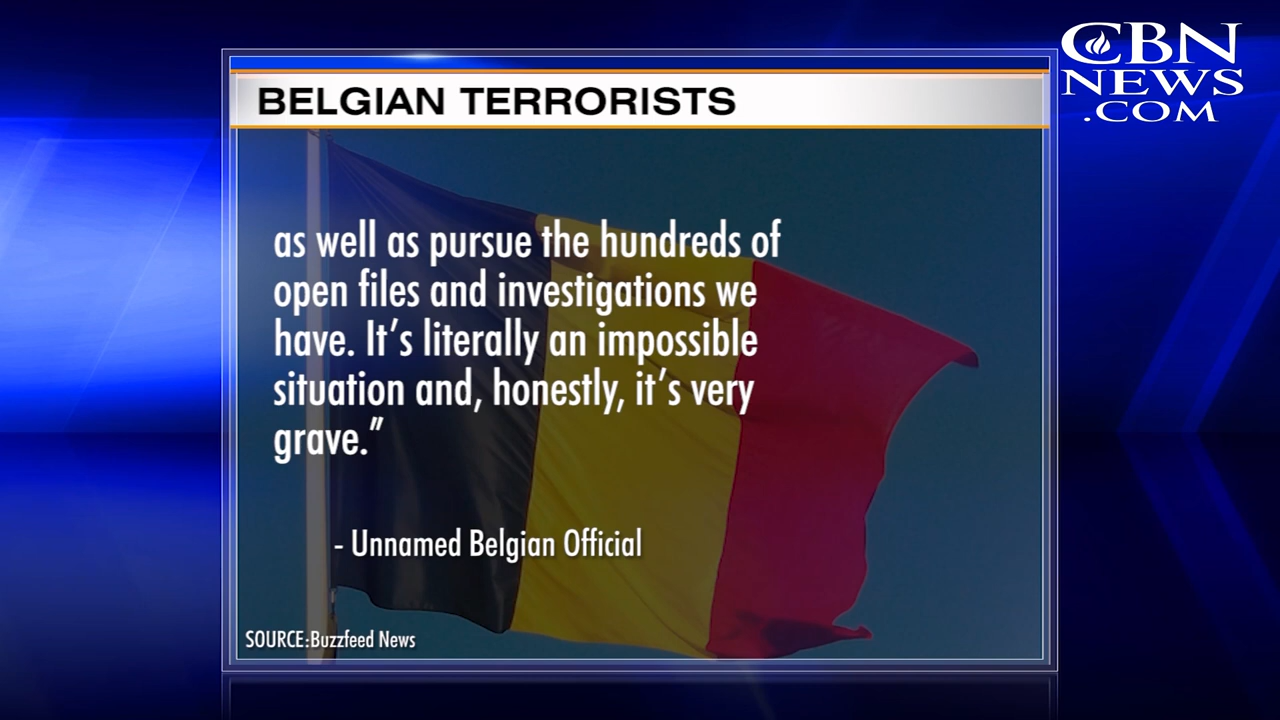 CBN
NEWS
.COM
BELGIAN TERRORISTS
as well as pursue the hundreds of
open files and investigations we
have. It's literally an impossible
situation and, honestly, it's very
grave.”
- Unnamed Belgian Official
SOURCE:Buzzfeed News